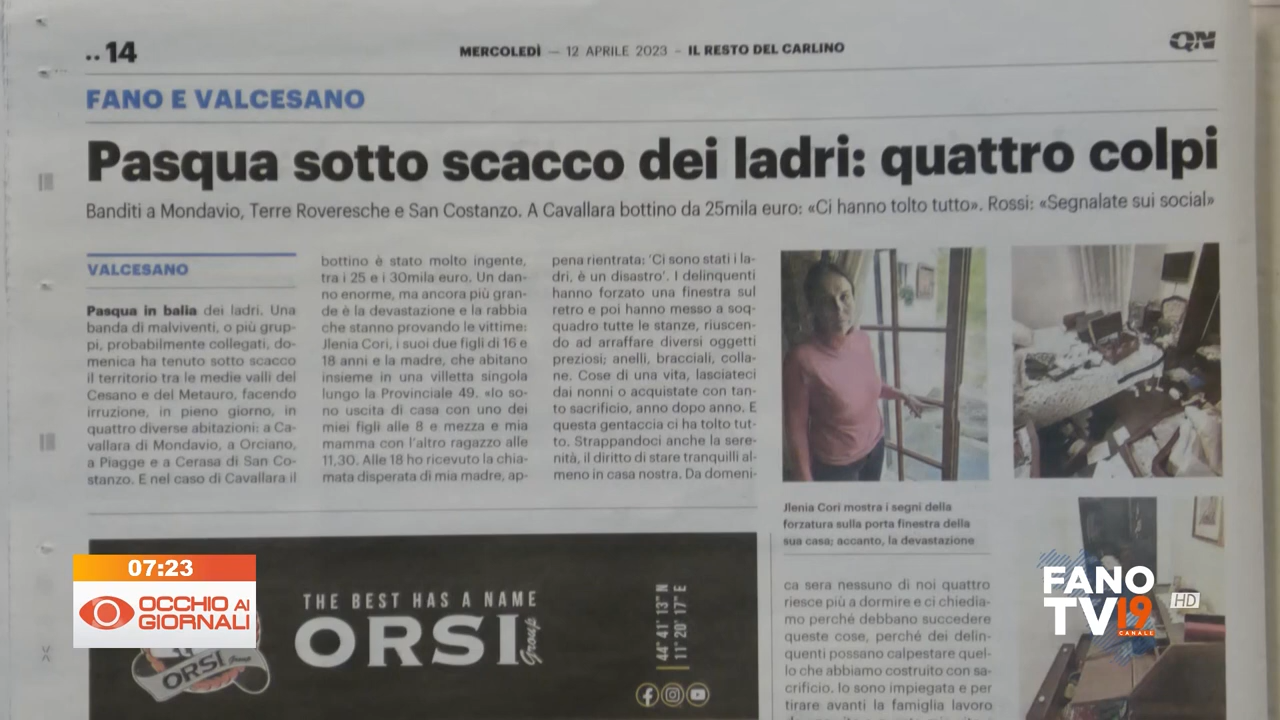 .. 14
MERCOLEDÌ — 12 APRILE 2023 – IL RESTO DEL CARLINO
QN
FANO E VALCESANO
Pasqua sotto scacco dei ladri: quattro colpi
Banditi a Mondavio, Terre Roveresche e San Costanzo. A Cavallara bottino da 25mila euro: «Ci hanno tolto tutto». Rossi: «Segnalate sui social»
VALCESANO
Pasqua in balia dei ladri. Una
banda di malviventi, o più grup-
pi, probabilmente collegati, do-
menica ha tenuto sotto scacco
il territorio tra le medie valli del
Cesano e del Metauro, facendo
irruzione, in pieno giorno, in
quattro diverse abitazioni: a Ca-
vallara di Mondavio, a Orciano,
a Piagge e a Cerasa di San Co-
stanzo. E nel caso di Cavallara il
bottino è stato molto ingente,
tra i 25 e i 30mila euro. Un dan-
no enorme, ma ancora più gran-
de è la devastazione e la rabbia
che stanno provando le vittime:
Jlenia Cori, i suoi due figli di 16 e
18 anni e la madre, che abitano
insieme in una villetta singola
lungo la Provinciale 49. «Io so-
no uscita di casa con uno dei
miei figli alle 8 e mezza e mia
mamma con l'altro ragazzo alle
11,30. Alle 18 ho ricevuto la chia-
mata disperata di mia madre, ap-
pena rientrata: 'Ci sono stati i la-
dri, è un disastro'. I delinquenti
hanno forzato una finestra sul
retro e poi hanno messo a soq-
quadro tutte le stanze, riuscen-
do ad arraffare diversi oggetti
preziosi; anelli, bracciali, colla-
ne. Cose di una vita, lasciateci
dai nonni o acquistate con tan-
to sacrificio, anno dopo anno. E
questa gentaccia ci ha tolto tut-
to. Strappandoci anche la sere-
nità, il diritto di stare tranquilli al-
meno in casa nostra. Da domeni-
Jlenia Cori mostra i segni della
forzatura sulla porta finestra della
sua casa; accanto, la devastazione
ca sera nessuno di noi quattro
riesce più a dormire e ci chiedia-
mo perché debbano succedere
queste cose, perché dei delin-
quenti possano calpestare quel-
lo che abbiamo costruito con sa-
crificio. Io sono impiegata e per
tirare avanti la famiglia lavoro
THE BEST HAS A NAME
ORSI Group
44° 41' 13" N
11° 20' 17" E
ORSI Group
07:23
OCCHIO AI
GIORNALI
FANO
TV19
CANALE
HD